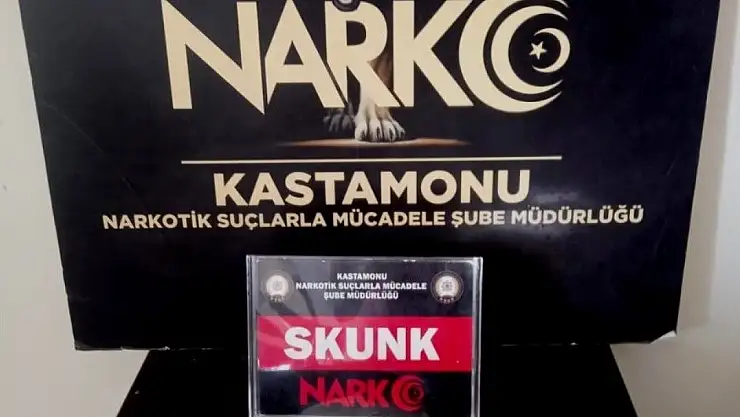 NARKO
KASTAMONU
NARKOTİK SUÇLARLA MÜCADELE ŞUBE MÜDÜRLÜĞÜ
KASTAMONU
NARKOTİK SUÇLARLA MÜCADELE
ŞUBE MÜDÜRLÜĞÜ
SKUNK
NARKO